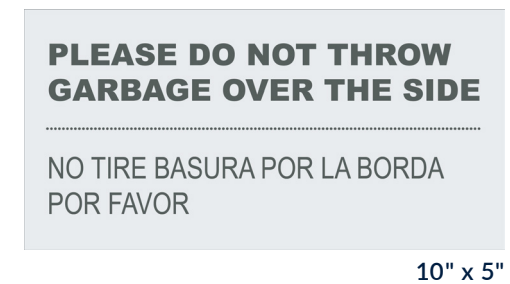 PLEASE DO NOT THROW
GARBAGE OVER THE SIDE
NO TIRE BASURA POR LA BORDA
POR FAVOR
10" x 5"